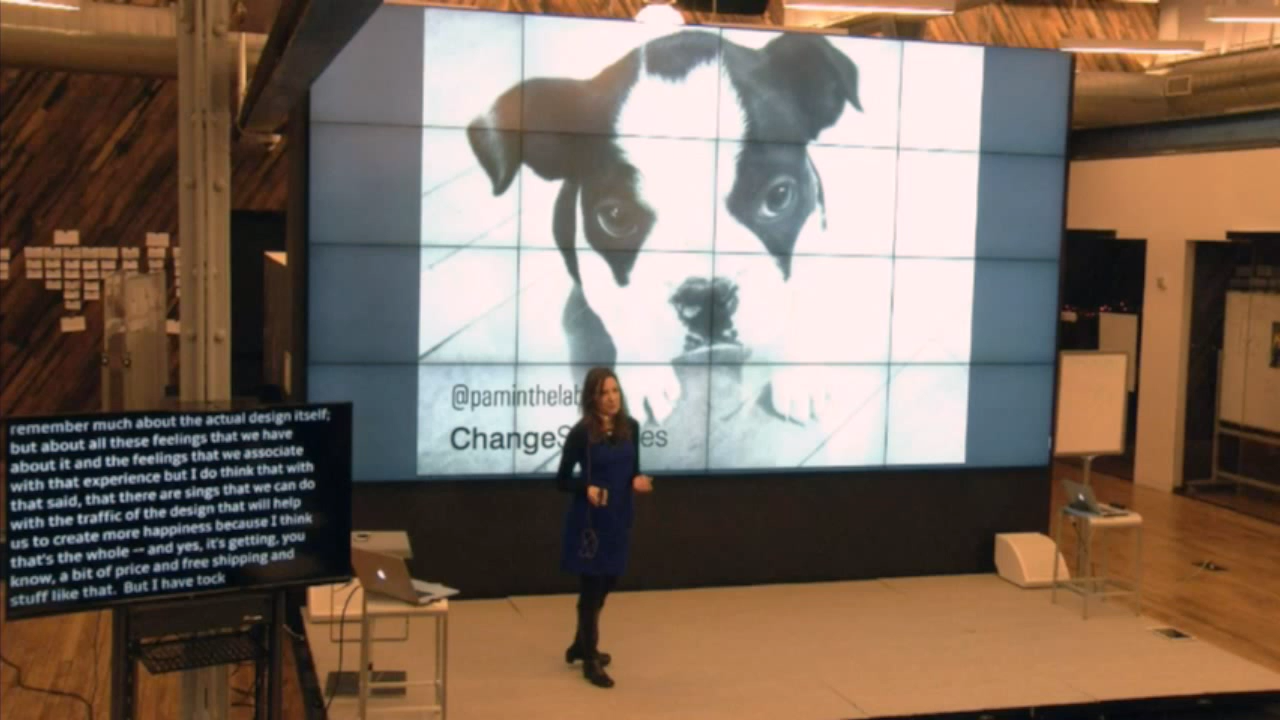 @paminthelab
Change
es
remember much about the actual design itself;
but about all these feelings that we have
about it and the feelings that we associate
with that experience but I do think that with
that said, that there are sings that we can do
with the traffic of the design that will help
us to create more happiness because I think
that's the whole -- and yes, it's getting, you
know, a bit of price and free shipping and
stuff like that. But I have tock